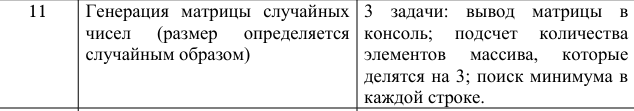 11
Генерация матрицы случайных
чисел (размер определяется
случайным образом)
3 задачи: вывод матрицы в
консоль; подсчет количества
элементов массива, которые
делятся на 3; поиск минимума в
каждой строке.